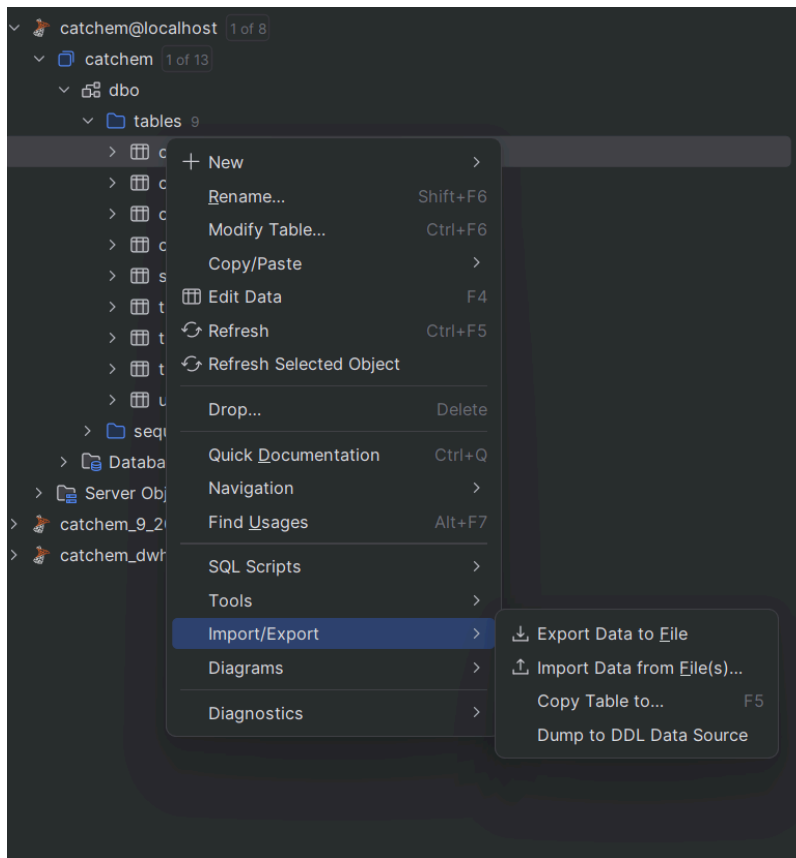 catchem@localhost 1 of 8
catchem 1 of 13
dbo
tables 9
New
Rename... Shift+F6
Modify Table... Ctrl+F6
Copy/Paste
Edit Data F4
Refresh Ctrl+F5
Refresh Selected Object
Drop... Delete
Quick Documentation Ctrl+Q
Navigation
Find Usages Alt+F7
SQL Scripts
Tools
Import/Export
Diagrams
Diagnostics
Export Data to File
Import Data from File(s)...
Copy Table to... F5
Dump to DDL Data Source
c
c
c
c
s
t
t
t
u
sequ
Databa
Server Obj
catchem_9_2
catchem_dwh